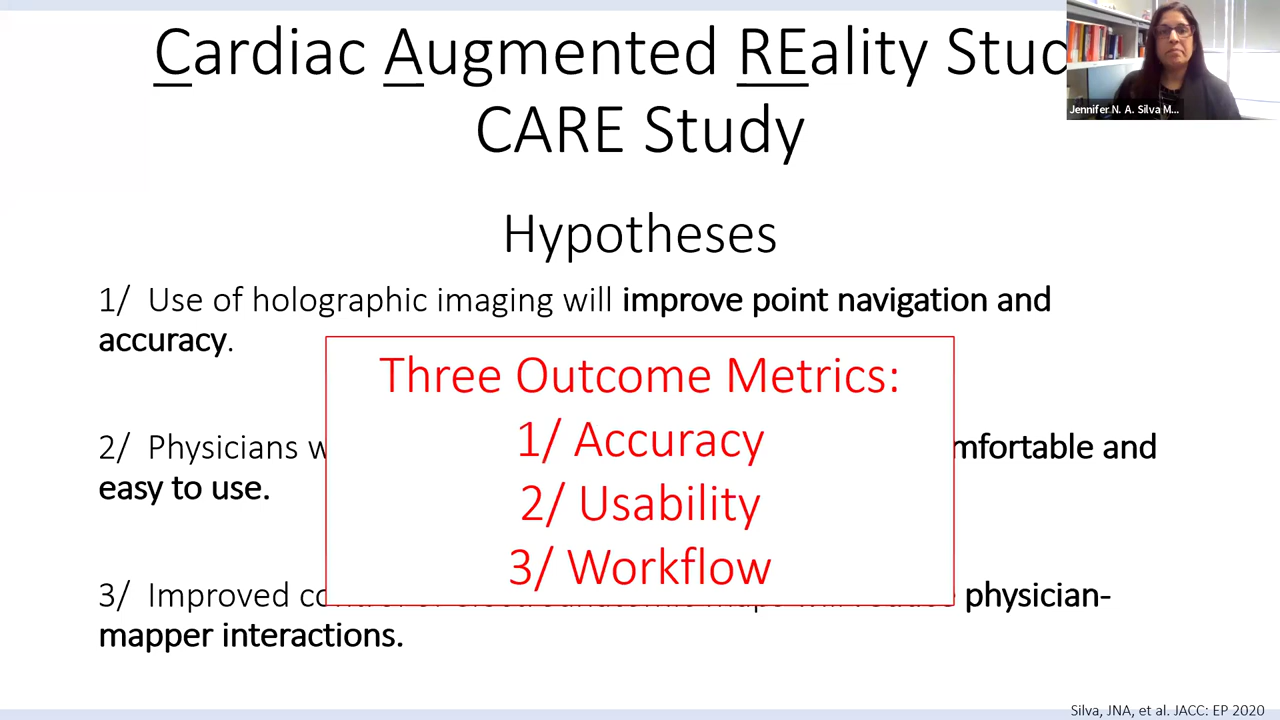 Cardiac Augmented REality Stud
CARE Study
Jennifer N. A. Silva M...
Hypotheses
1/ Use of holographic imaging will improve point navigation and
accuracy.
Three Outcome Metrics:
1/ Accuracy
2/ Usability
3/ Workflow
2/ Physicians w
mfortable and
easy to use.
3/ Improved physician-
mapper interactions.
Silva, JNA, et al. JACC: EP 2020